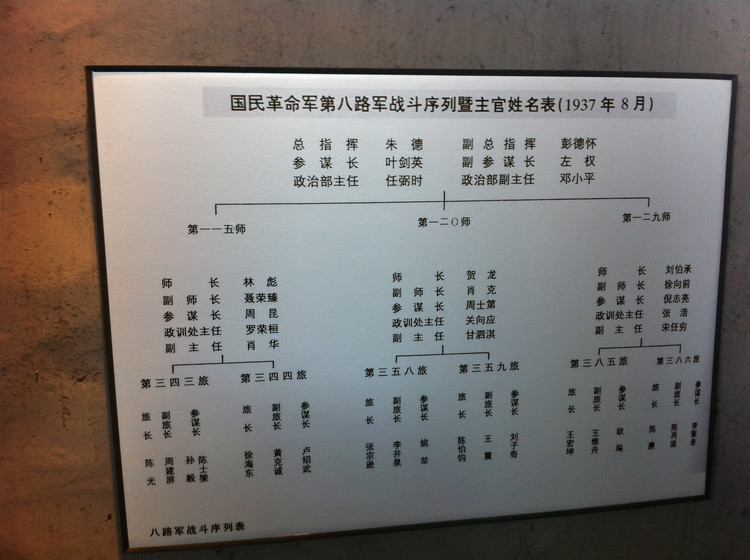 国民革命军第八路军战斗序列暨主官姓名表(1937年8月)
总指挥 朱德 副总指挥 彭德怀
参谋长 叶剑英 副参谋长 左权
政治部主任 任弼时 政治部副主任 邓小平
第一一五师
师长 林彪
副师长 聂荣臻
参谋长 周昆
政训处主任 罗荣桓
副主任 肖华
第三四三旅
旅长 陈光
副旅长 周建屏
参谋长 孙毅 陈士榘
第三四四旅
旅长 徐海东
副旅长 黄克诚
参谋长 卢绍武
第一二〇师
师长 贺龙
副师长 肖克
参谋长 周士第
政训处主任 关向应
副主任 甘泗淇
第三五八旅
旅长 张宗逊
副旅长 李井泉
参谋长 姚喆
第三五九旅
旅长 陈伯钧
副旅长 王震
参谋长 刘子奇
第一二九师
师长 刘伯承
副师长 徐向前
参谋长 倪志亮
政训处主任 张浩
副主任 宋任穷
第三八五旅
旅长 王宏坤
副旅长 王维舟
参谋长 耿飚
第三八六旅
旅长 陈赓
副旅长 陈再道
参谋长 李聚奎
八路军战斗序列表